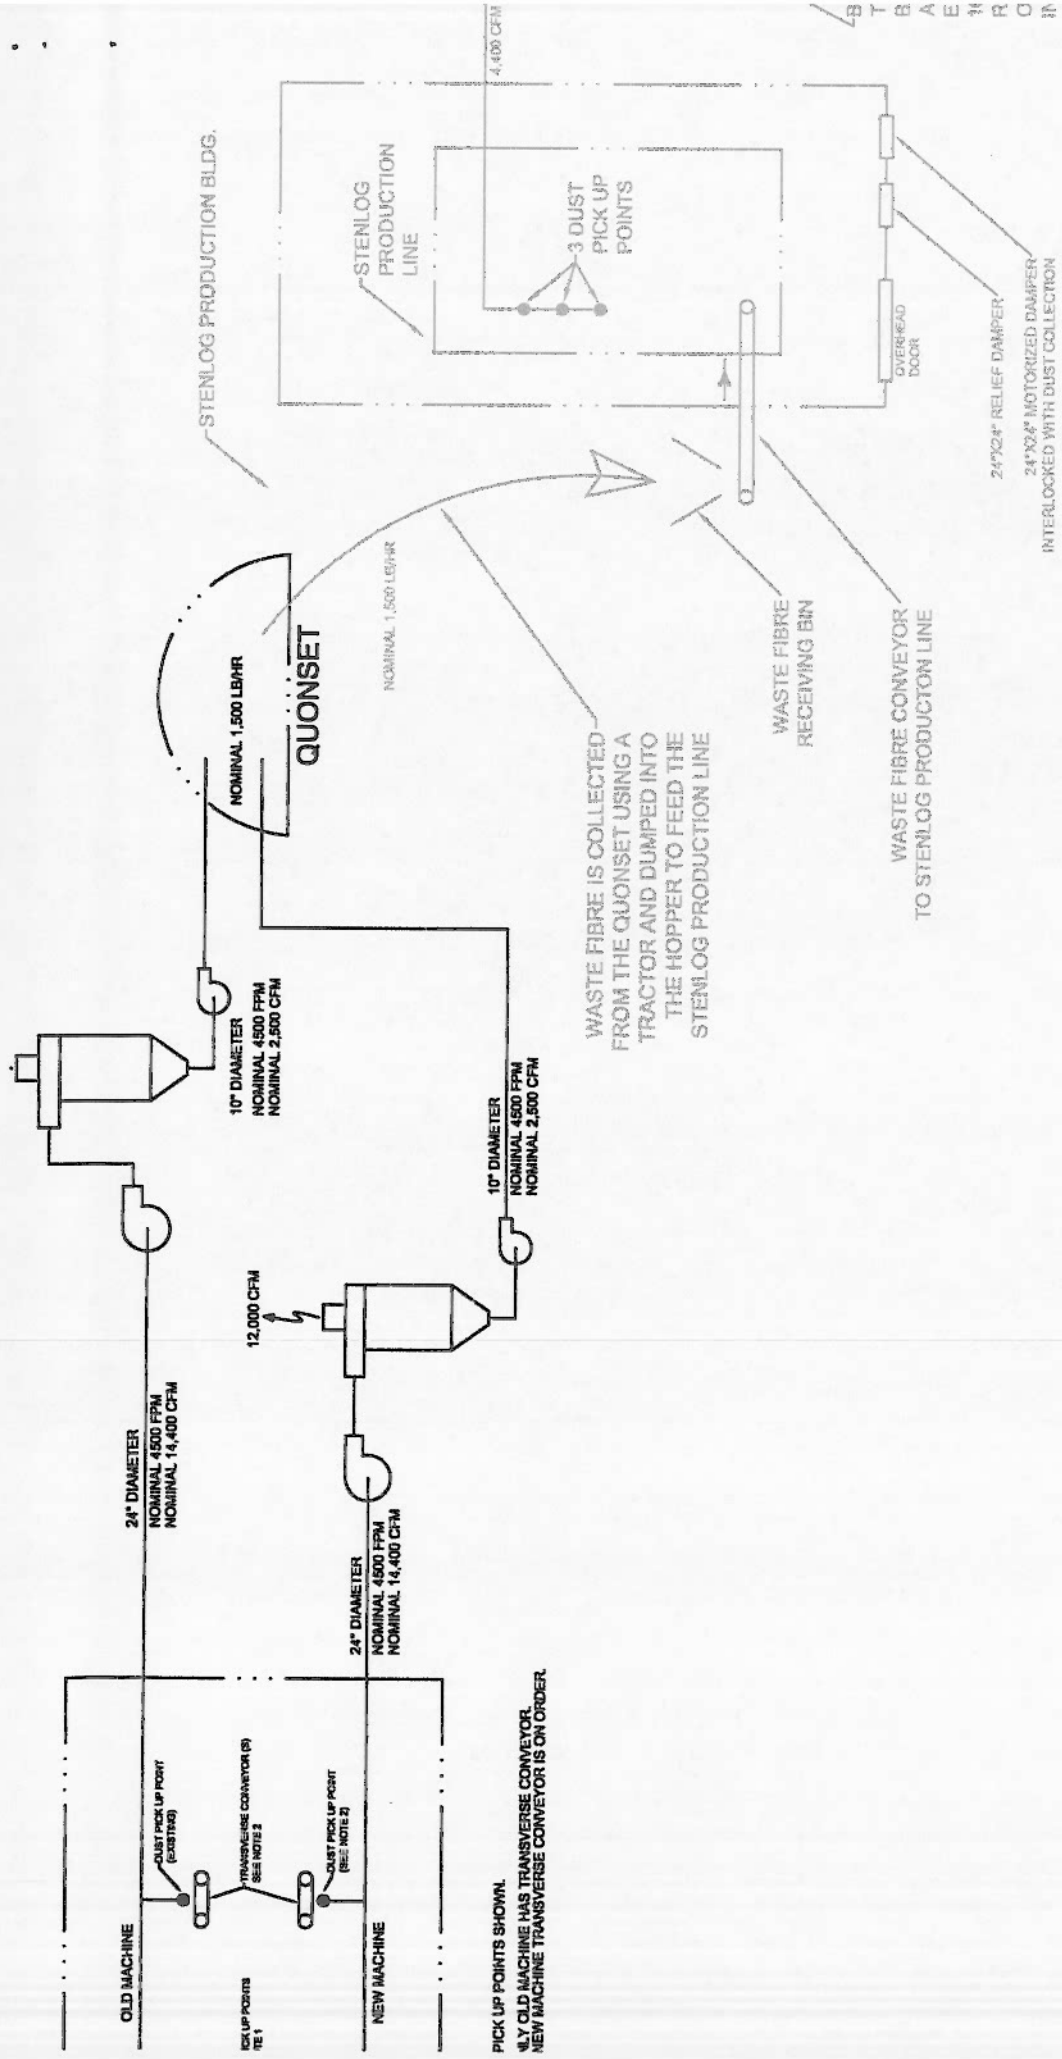 OLD MACHINE
DUST PICK UP POINT
(EXISTING)
TRANSVERSE CONVEYOR(S)
SEE NOTE 2
DUST PICK UP POINT
(SEE NOTE 2)
NEW MACHINE
ICK UP POINTS
TE 1
PICK UP POINTS SHOWN.
NLY OLD MACHINE HAS TRANSVERSE CONVEYOR.
NEW MACHINE TRANSVERSE CONVEYOR IS ON ORDER.
24" DIAMETER
NOMINAL 4500 FPM
NOMINAL 14,400 CFM
24" DIAMETER
NOMINAL 4500 FPM
NOMINAL 14,400 CFM
12,000 CFM
10" DIAMETER
NOMINAL 4500 FPM
NOMINAL 2,500 CFM
10" DIAMETER
NOMINAL 4500 FPM
NOMINAL 2,500 CFM
NOMINAL 1,500 LB/HR
QUONSET
NOMINAL 1,500 LB/HR
WASTE FIBRE IS COLLECTED
FROM THE QUONSET USING A
TRACTOR AND DUMPED INTO
THE HOPPER TO FEED THE
STENLOG PRODUCTION LINE
WASTE FIBRE
RECEIVING BIN
WASTE FIBRE CONVEYOR
TO STENLOG PRODUCTON LINE
STENLOG PRODUCTION BLDG.
STENLOG
PRODUCTION
LINE
3 DUST
PICK UP
POINTS
4,400 CFM
OVERHEAD
DOOR
24"X24" RELIEF DAMPER
24"X24" MOTORIZED DAMPER
INTERLOCKED WITH DUST COLLECTION